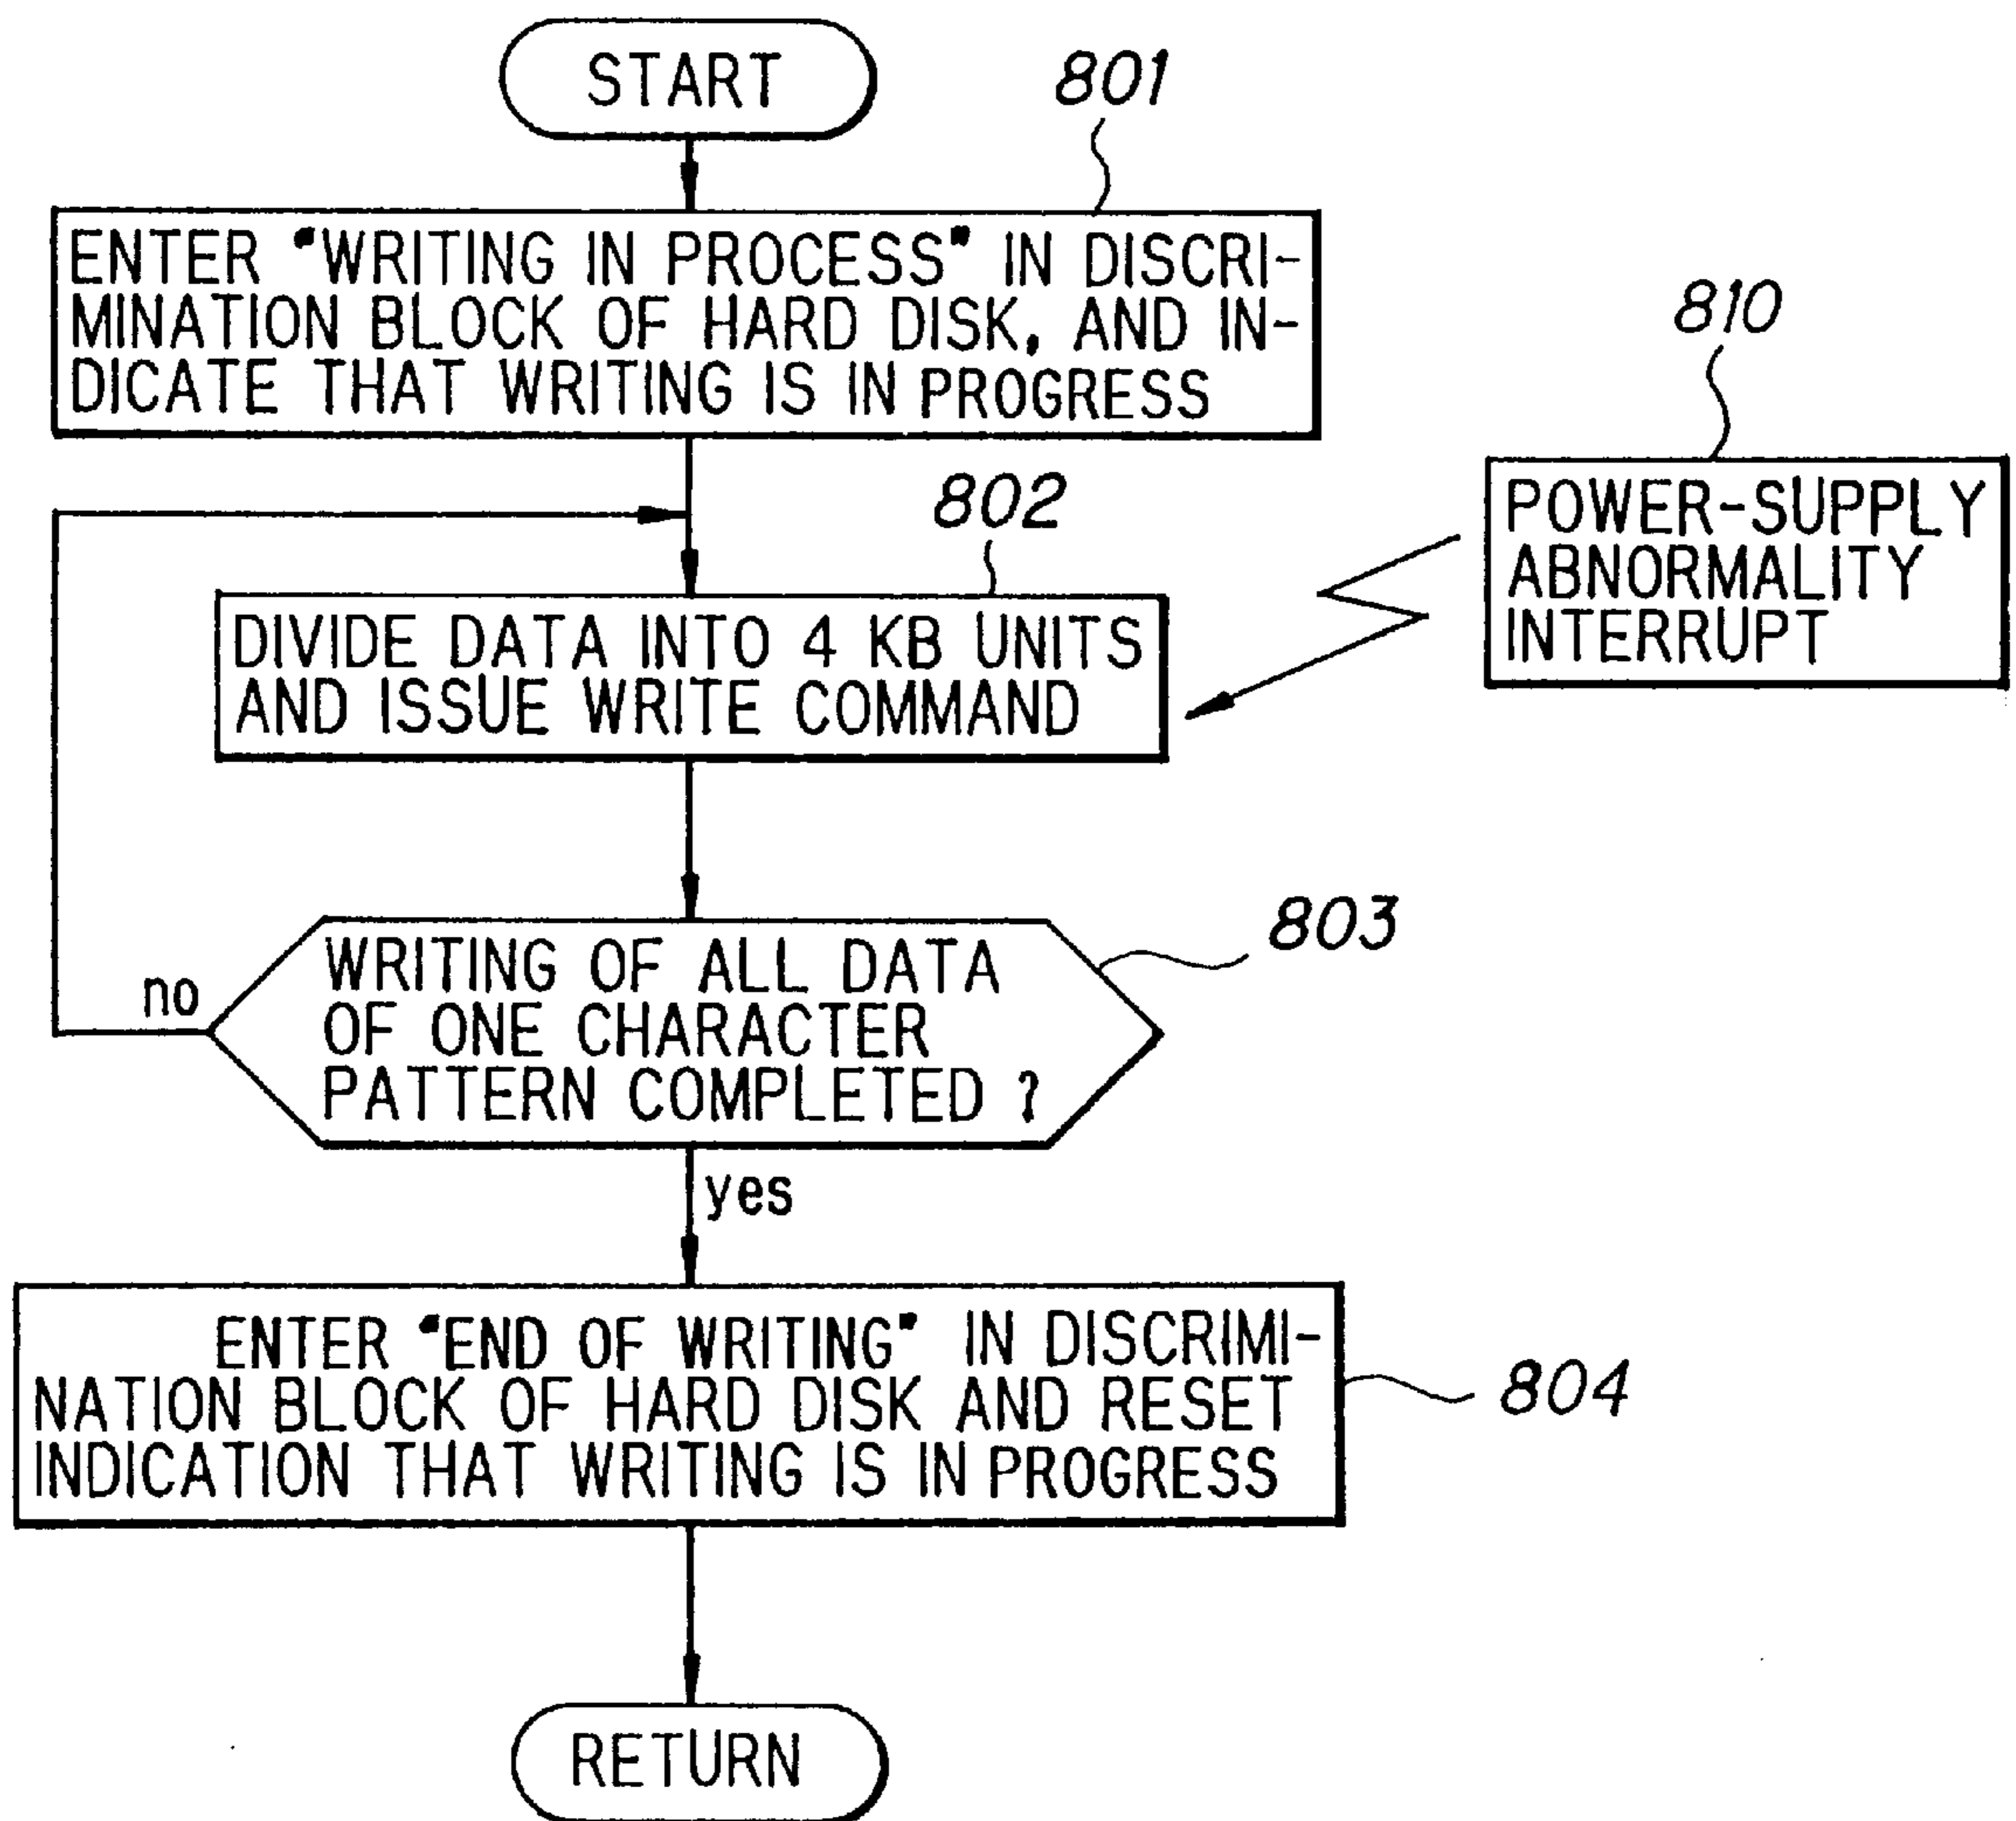 START
801
ENTER "WRITING IN PROCESS" IN DISCRI-
MINATION BLOCK OF HARD DISK, AND IN-
DICATE THAT WRITING IS IN PROGRESS
810
POWER-SUPPLY
ABNORMALITY
INTERRUPT
802
DIVIDE DATA INTO 4 KB UNITS
AND ISSUE WRITE COMMAND
803
WRITING OF ALL DATA
OF ONE CHARACTER
PATTERN COMPLETED ?
no
yes
ENTER "END OF WRITING" IN DISCRIMI-
NATION BLOCK OF HARD DISK AND RESET
INDICATION THAT WRITING IS IN PROGRESS
804
RETURN